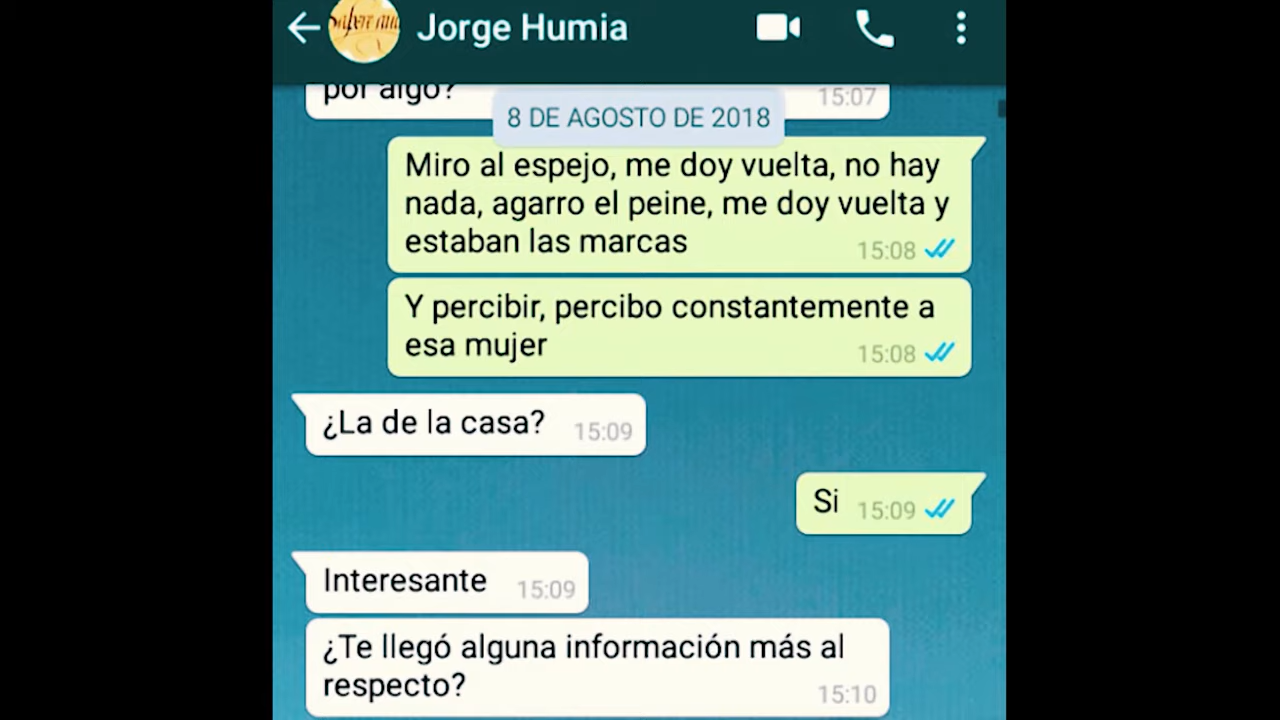 Jorge Humia
por algo?
15:07
8 DE AGOSTO DE 2018
Miro al espejo, me doy vuelta, no hay
nada, agarro el peine, me doy vuelta y
estaban las marcas
15:08
Y percibir, percibo constantemente a
esa mujer
15:08
¿La de la casa?
15:09
Si
15:09
Interesante
15:09
¿Te llegó alguna información más al
respecto?
15:10